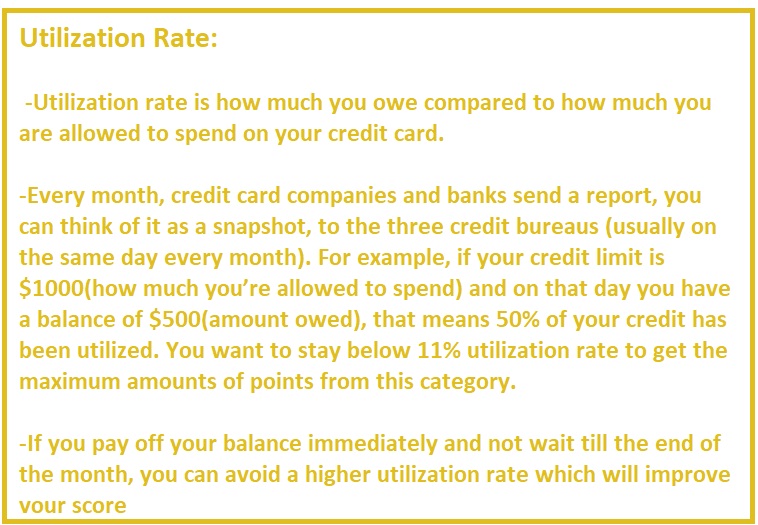 Utilization Rate:
-Utilization rate is how much you owe compared to how much you
are allowed to spend on your credit card.
-Every month, credit card companies and banks send a report, you
can think of it as a snapshot, to the three credit bureaus (usually on
the same day every month). For example, if your credit limit is
$1000(how much you’re allowed to spend) and on that day you have
a balance of $500(amount owed), that means 50% of your credit has
been utilized. You want to stay below 11% utilization rate to get the
maximum amounts of points from this category.
-If you pay off your balance immediately and not wait till the end of
the month, you can avoid a higher utilization rate which will improve
your score